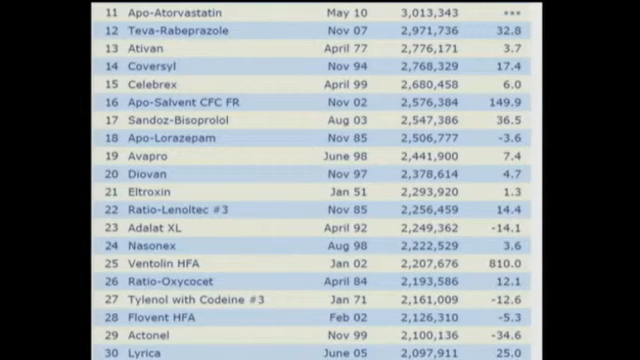 11 Apo-Atorvastatin May 10 3,013,343 ***
12 Teva-Rabeprazole Nov 07 2,971,736 32.8
13 Ativan April 77 2,776,171 3.7
14 Coversyl Nov 94 2,768,329 17.4
15 Celebrex April 99 2,680,458 6.0
16 Apo-Salvent CFC FR Nov 02 2,576,384 149.9
17 Sandoz-Bisoprolol Aug 03 2,547,386 36.5
18 Apo-Lorazepam Nov 85 2,506,777 -3.6
19 Avapro June 98 2,441,900 7.4
20 Diovan Nov 97 2,378,614 4.7
21 Eltroxin Jan 51 2,293,920 1.3
22 Ratio-Lenoltec #3 Nov 85 2,256,459 14.4
23 Adalat XL April 92 2,249,362 -14.1
24 Nasonex Aug 98 2,222,529 3.6
25 Ventolin HFA Jan 02 2,207,676 810.0
26 Ratio-Oxycocet April 84 2,193,586 12.1
27 Tylenol with Codeine #3 Jan 71 2,161,009 -12.6
28 Flovent HFA Feb 02 2,126,310 -5.3
29 Actonel Nov 99 2,100,136 -34.6
30 Lyrica June 05 2,097,911 25.0